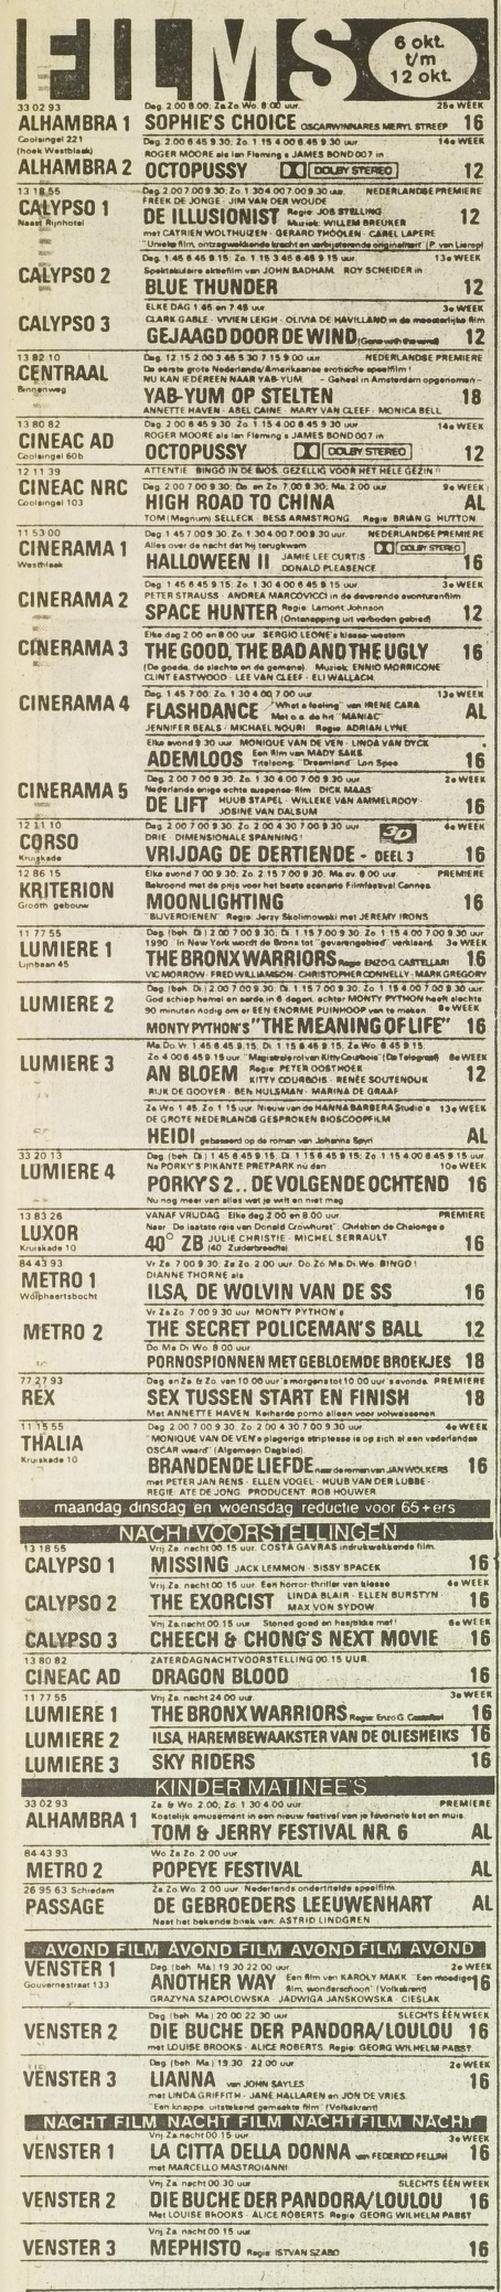 FILMS
6 okt.
t/m
12 okt.
33 02 93 Dag. 2.00 8.00; Za Zo. Wo. 8.00 uur. 25e WEEK
ALHAMBRA 1 SOPHIE'S CHOICE OSCARWINNARES MERYL STREEP 16
Coolsingel 221 Dag. 2.00 6.45 9.30; Zo. 1.15 4.00 6.45 9.30 uur. 14e WEEK
(hoek Westblaak) ROGER MOORE als Ian Fleming's JAMES BOND 007 in
ALHAMBRA 2 OCTOPUSSY DOLBY STEREO 12
13 18 55 Dag. 2.00 7.00 9.30; Zo. 1.30 4.00 7.00 9.30 uur. NEDERLANDSE PREMIERE
CALYPSO 1 FREEK DE JONGE · JIM VAN DER WOUDE
Naast Rijnhotel DE ILLUSIONIST Regie: JOS STELLING Muziek: WILLEM BREUKER 12
met CATRIEN WOLTHUIZEN · GERARD THOOLEN · CAREL LAPERE
"Unieke film, ontzagwekkende kracht en verbijsterende originaliteit" (P. van Lierop)
Dag. 1.45 6.45 9.15; Zo. 1.15 3.45 6.45 9.15 uur. 13e WEEK
CALYPSO 2 Spektakulaire aktiefilm van JOHN BADHAM · ROY SCHEIDER in
BLUE THUNDER 12
ELKE DAG 1.45 en 7.45 uur 3e WEEK
CALYPSO 3 CLARK GABLE · VIVIEN LEIGH · OLIVIA DE HAVILLAND in de meesterlijke film
GEJAAGD DOOR DE WIND (Gone with the wind) 12
13 82 10 Dag. 12.15 2.00 3.45 5.30 7.15 9.00 uur. NEDERLANDSE PREMIERE
CENTRAAL De eerste grote Nederlands/Amerikaanse erotische speelfilm!
Binnenweg NU KAN IEDEREEN NAAR YAB-YUM. - Geheel in Amsterdam opgenomen -
YAB-YUM OP STELTEN 18
ANNETTE HAVEN · ABEL CAINE · MARY VAN CLEEF · MONICA BELL
13 80 82 Dag. 2.00 6.45 9.30; Zo. 1.15 4.00 6.45 9.30 uur. 14e WEEK
CINEAC AD ROGER MOORE als Ian Fleming's JAMES BOND 007 in
Coolsingel 60b OCTOPUSSY DOLBY STEREO 12
12 11 39 ATTENTIE BINGO IN DE BIOS. GEZELLIG VOOR HET HELE GEZIN !!
CINEAC NRC Dag. 2.00 7.00 9.30; Do. en Zo. 7.00 9.30; Ma. 2.00 uur. 9e WEEK
Coolsingel 103 HIGH ROAD TO CHINA AL
TOM (Magnum) SELLECK · BESS ARMSTRONG. Regie: BRIAN G. HUTTON
11 53 00 Dag. 1.45 7.00 9.30; Zo. 1.30 4.00 7.00 9.30 uur. NEDERLANDSE PREMIERE
CINERAMA 1 Alles over de nacht dat hij terugkwam DOLBY STEREO
Westblaak HALLOWEEN II JAMIE LEE CURTIS · DONALD PLEASENCE 16
Dag. 1.45 6.45 9.15; Zo. 1.30 4.00 6.45 9.15 uur. 3e WEEK
CINERAMA 2 PETER STRAUSS · ANDREA MARCOVICCI in de daverende avonturenfilm
SPACE HUNTER Regie: Lamont Johnson (Ontsnapping uit verboden gebied) 12
Elke dag 2.00 en 8.00 uur. SERGIO LEONE's klasse-western
CINERAMA 3 THE GOOD, THE BAD AND THE UGLY 16
(De goede, de slechte en de gemene). Muziek: ENNIO MORRICONE
CLINT EASTWOOD · LEE VAN CLEEF · ELI WALLACH
Dag. 1.45 7.00; Zo. 1.30 4.00 7.00 uur. 13e WEEK
CINERAMA 4 FLASHDANCE "What a feeling" van IRENE CARA Met o.a. de hit "MANIAC" AL
JENNIFER BEALS · MICHAEL NOURI Regie: ADRIAN LYNE
Elke avond 9.30 uur. MONIQUE VAN DE VEN · LINDA VAN DYCK
ADEMLOOS Een film van MADY SAKS Titelsong: "Dreamland" Lon Spee 16
Dag. 2.00 7.00 9.30; Zo. 1.30 4.00 7.00 9.30 uur. 2e WEEK
CINERAMA 5 Nederlands enige echte suspense-film · DICK MAAS'
DE LIFT HUUB STAPEL · WILLEKE VAN AMMELROOY · JOSINE VAN DALSUM 16
12 11 10 Dag. 2.00 7.00 9.30; Zo. 2.00 4.30 7.00 9.30 uur. 3D 4e WEEK
CORSO DRIE · DIMENSIONALE SPANNING!
Kruiskade VRIJDAG DE DERTIENDE - DEEL 3 16
12 86 15 Elke avond 7.00 9.30; Zo. 2.15 7.00 9.30; Ma. av. 8.00 uur. PREMIERE
KRITERION Bekroond met de prijs voor het beste scenario Filmfestival Cannes.
Grooth. gebouw MOONLIGHTING 16
"BIJVERDIENEN" Regie: Jerzy Skolimowski met JEREMY IRONS
11 77 55 Dag. (beh. Di.) 2.00 7.00 9.30; Di. 1.15 7.00 9.30; Zo. 1.15 4.00 7.00 9.30 uur
LUMIERE 1 1990. In New York wordt de Bronx tot "gevarengebied" verklaard. 3e WEEK
Lijnbaan 45 THE BRONX WARRIORS Regie: ENZO G. CASTELLARI 16
VIC MORROW · FRED WILLIAMSON · CHRISTOPHER CONNELLY · MARK GREGORY
Dag. (beh. Di.) 2.00 7.00 9.30; Di. 1.15 7.00 9.30; Zo. 1.15 4.00 7.00 9.30 uur
LUMIERE 2 God schiep hemel en aarde in 6 dagen, echter MONTY PYTHON heeft slechts
90 minuten nodig om er EEN ENORME PUINHOOP van te maken 9e WEEK
MONTY PYTHON'S "THE MEANING OF LIFE" 16
Ma. Do. Vr. 1.45 6.45 9.15; Di. 1.15 6.45 9.15; Za. Wo. 6.45 9.15;
LUMIERE 3 Zo. 4.00 6.45 9.15 uur. "Magistrale rol van Kitty Courbois" (De Telegraaf) 8e WEEK
AN BLOEM Regie: PETER OOSTHOEK KITTY COURBOIS · RENÉE SOUTENDIJK 12
RIJK DE GOOYER · BEN HULSMAN · MARINA DE GRAAF
Za. Wo. 1.45; Zo. 1.15 uur. Nieuw van de HANNA BARBERA Studio's 13e WEEK
DE GROTE NEDERLANDS GESPROKEN BIOSCOOPFILM
HEIDI gebaseerd op de roman van Johanna Spyri AL
33 20 13 Dag. (beh. Di.) 1.45 6.45 9.15; Di. 1.15 6.45 9.15; Zo. 1.15 4.00 6.45 9.15 uur
LUMIERE 4 Na PORKY'S PIKANTE PRETPARK nu dan 10e WEEK
PORKY'S 2.. DE VOLGENDE OCHTEND 16
Nu nog meer van alles wat je wilt en niet mag
13 83 26 VANAF VRIJDAG: Elke dag 2.00 en 8.00 uur. PREMIERE
LUXOR Naar "De laatste reis van Donald Crowhurst". Christian de Chalonge's
Kruiskade 10 40° ZB JULIE CHRISTIE · MICHEL SERRAULT (40° Zuiderbreedte) 16
84 43 93 Vr. Za. 7.00 9.30; Za. Zo. 2.00 uur. Do. Zo. Ma. Di. Wo. BINGO!
METRO 1 DIANNE THORNE als
Wolphaertsbocht ILSA, DE WOLVIN VAN DE SS 16
Vr. Za. Zo. 7.00 9.30 uur MONTY PYTHON's
METRO 2 THE SECRET POLICEMAN'S BALL 12
Do. Ma. Di. Wo. 8.00 uur
PORNOSPIONNEN MET GEBLOEMDE BROEKJES 18
77 27 93 Dag. en Za. & Zo. van 10.00 uur 's morgens tot 10.00 uur 's avonds. PREMIERE
REX SEX TUSSEN START EN FINISH 18
Met ANNETTE HAVEN. Keiharde porno alleen voor volwassenen.
11 15 55 Dag. 2.00 7.00 9.30; Zo. 2.00 4.30 7.00 9.30 uur 4e WEEK
THALIA "MONIQUE VAN DE VEN's plagerige striptease is op zich al een vaderlandse
Kruiskade 10 OSCAR waard" (Algemeen Dagblad).
BRANDENDE LIEFDE naar de roman van JAN WOLKERS 16
met PETER JAN RENS · ELLEN VOGEL · HUUB VAN DER LUBBE ·
REGIE: ATE DE JONG. PRODUCENT: ROB HOUWER
maandag dinsdag en woensdag reductie voor 65+ers
NACHTVOORSTELLINGEN
13 18 55 Vrij. Za. nacht 00.15 uur. COSTA GAVRAS indrukwekkende film.
CALYPSO 1 MISSING JACK LEMMON · SISSY SPACEK 16
Vrij. Za. nacht 00.15 uur. Een horror-thriller van klasse 4e WEEK
CALYPSO 2 THE EXORCIST LINDA BLAIR · ELLEN BURSTYN · MAX VON SYDOW 16
Vrij. Za. nacht 00.15 uur. Stoned goed en hasjtikke met! 6e WEEK
CALYPSO 3 CHEECH & CHONG'S NEXT MOVIE 16
13 80 82 ZATERDAGNACHTVOORSTELLING 00.15 UUR.
CINEAC AD DRAGON BLOOD 16
11 77 55 Vrij. Za. nacht 24.00 uur. 3e WEEK
LUMIERE 1 THE BRONX WARRIORS Regie: Enzo G. Castellari 16
LUMIERE 2 ILSA, HAREMBEWAAKSTER VAN DE OLIESHEIKS 16
LUMIERE 3 SKY RIDERS 16
KINDER MATINEE'S
33 02 93 Za. & Wo. 2.00; Zo. 1.30 4.00 uur. PREMIERE
ALHAMBRA 1 Kostelijk amusement in een nieuw festival van je favoriete kat en muis.
TOM & JERRY FESTIVAL NR. 6 AL
84 43 93 Wo. Za. Zo. 2.00 uur
METRO 2 POPEYE FESTIVAL AL
26 95 63 Schiedam Za. Zo. Wo. 2.00 uur. Nederlands ondertitelde speelfilm.
PASSAGE DE GEBROEDERS LEEUWENHART AL
Naar het bekende boek van: ASTRID LINDGREN
AVOND FILM AVOND FILM AVOND FILM AVOND
VENSTER 1 Dag. (beh. Ma.) 19.30 22.00 uur. 2e WEEK
Gouvernestraat 133 ANOTHER WAY Een film van KAROLY MAKK "Een moedige film, wonderschoon" (Volkskrant) 16
GRAZYNA SZAPOLOWSKA · JADWIGA JANSKOWSKA · CIESLAK
Dag. (beh. Ma.) 20.00 22.30 uur SLECHTS ÉÉN WEEK
VENSTER 2 DIE BUCHE DER PANDORA/LOULOU 16
met LOUISE BROOKS · ALICE ROBERTS. Regie: GEORG WILHELM PABST.
Dag. (beh. Ma.) 19.30 22.00 uur 2e WEEK
VENSTER 3 LIANNA van JOHN SAYLES 16
met LINDA GRIFFITH · JANE HALLAREN en JON DE VRIES.
"Een knappe, uitstekend gemaakte film" (Volkskrant)
NACHT FILM NACHT FILM NACHT FILM NACHT
Vrij. Za. nacht 00.15 uur. 3e WEEK
VENSTER 1 LA CITTA DELLA DONNA van FEDERICO FELLINI 16
met MARCELLO MASTROIANNI
Vrij. Za. nacht 00.30 uur SLECHTS ÉÉN WEEK
VENSTER 2 DIE BUCHE DER PANDORA/LOULOU 16
Met LOUISE BROOKS · ALICE ROBERTS. Regie: GEORG WILHELM PABST
Vrij. Za. nacht 00.15 uur
VENSTER 3 MEPHISTO Regie: ISTVAN SZABO 16